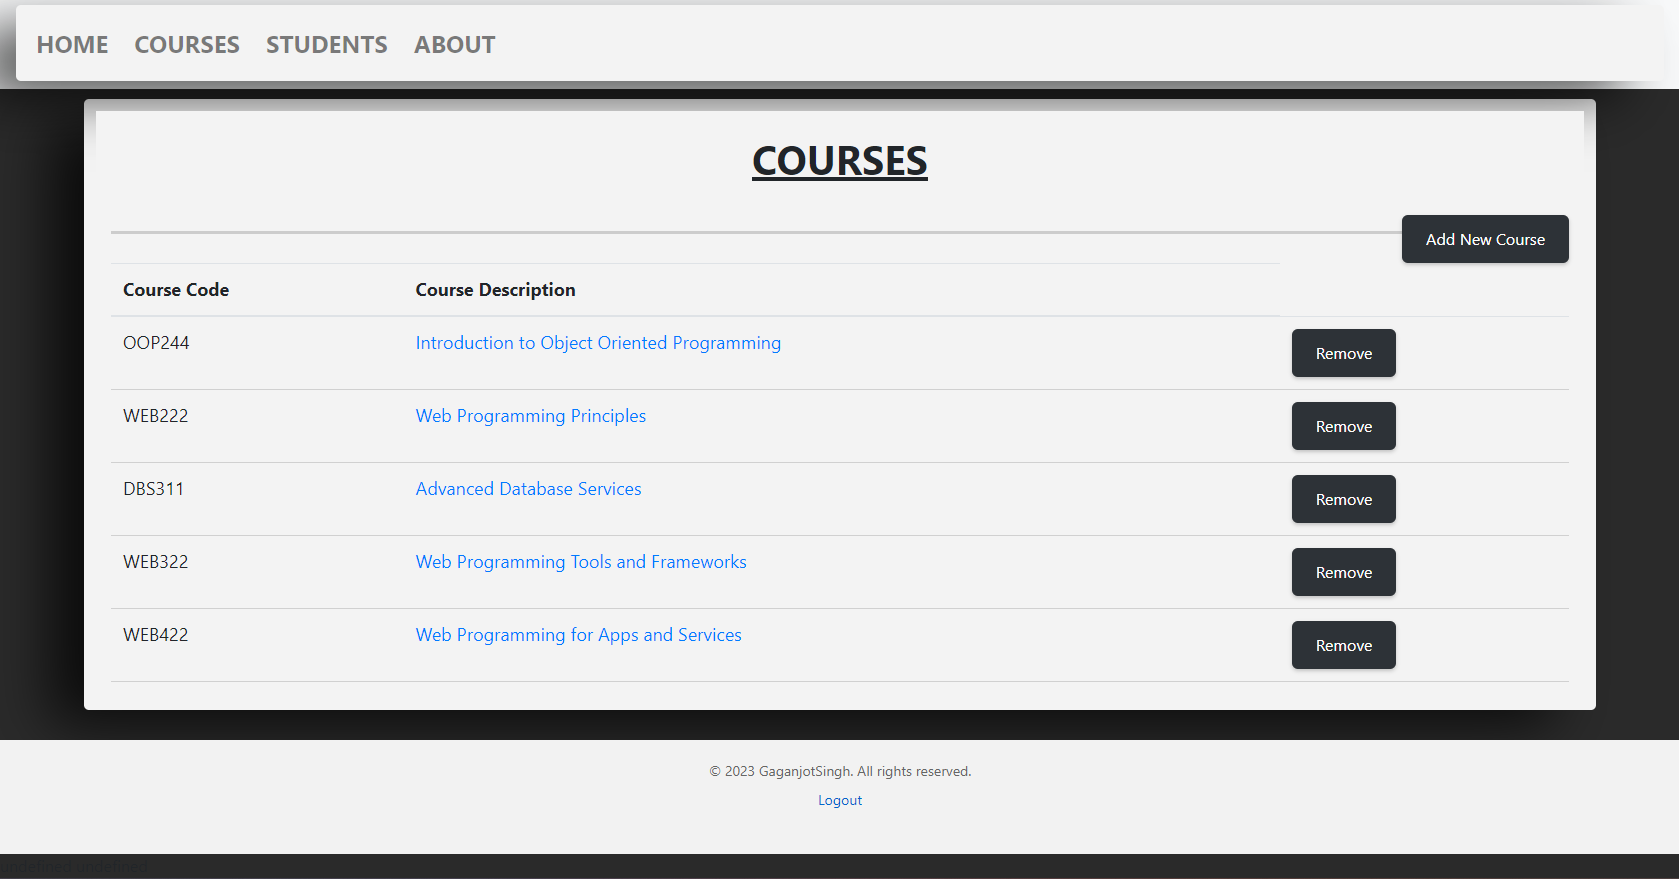 HOME COURSES STUDENTS ABOUT
COURSES
Add New Course
Course Code Course Description
OOP244 Introduction to Object Oriented Programming Remove
WEB222 Web Programming Principles Remove
DBS311 Advanced Database Services Remove
WEB322 Web Programming Tools and Frameworks Remove
WEB422 Web Programming for Apps and Services Remove
© 2023 GaganjotSingh. All rights reserved.
Logout
undefined undefined